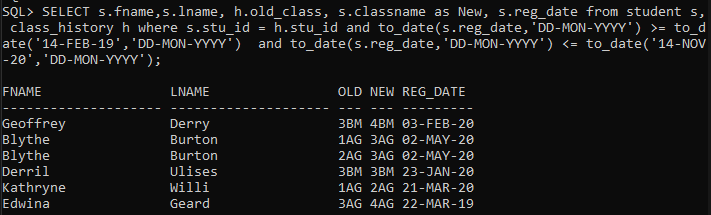 SQL> SELECT s.fname,s.lname, h.old_class, s.classname as New, s.reg_date from student s,
 class_history h where s.stu_id = h.stu_id and to_date(s.reg_date,'DD-MON-YYYY') >= to_d
ate('14-FEB-19','DD-MON-YYYY')  and to_date(s.reg_date,'DD-MON-YYYY') <= to_date('14-NOV
-20','DD-MON-YYYY');
FNAME                LNAME                OLD NEW REG_DATE
-------------------- -------------------- --- --- ---------
Geoffrey             Derry                3BM 4BM 03-FEB-20
Blythe               Burton               1AG 3AG 02-MAY-20
Blythe               Burton               2AG 3AG 02-MAY-20
Derril               Ulises               3BM 3BM 23-JAN-20
Kathryne             Willi                1AG 2AG 21-MAR-20
Edwina               Geard                3AG 4AG 22-MAR-19